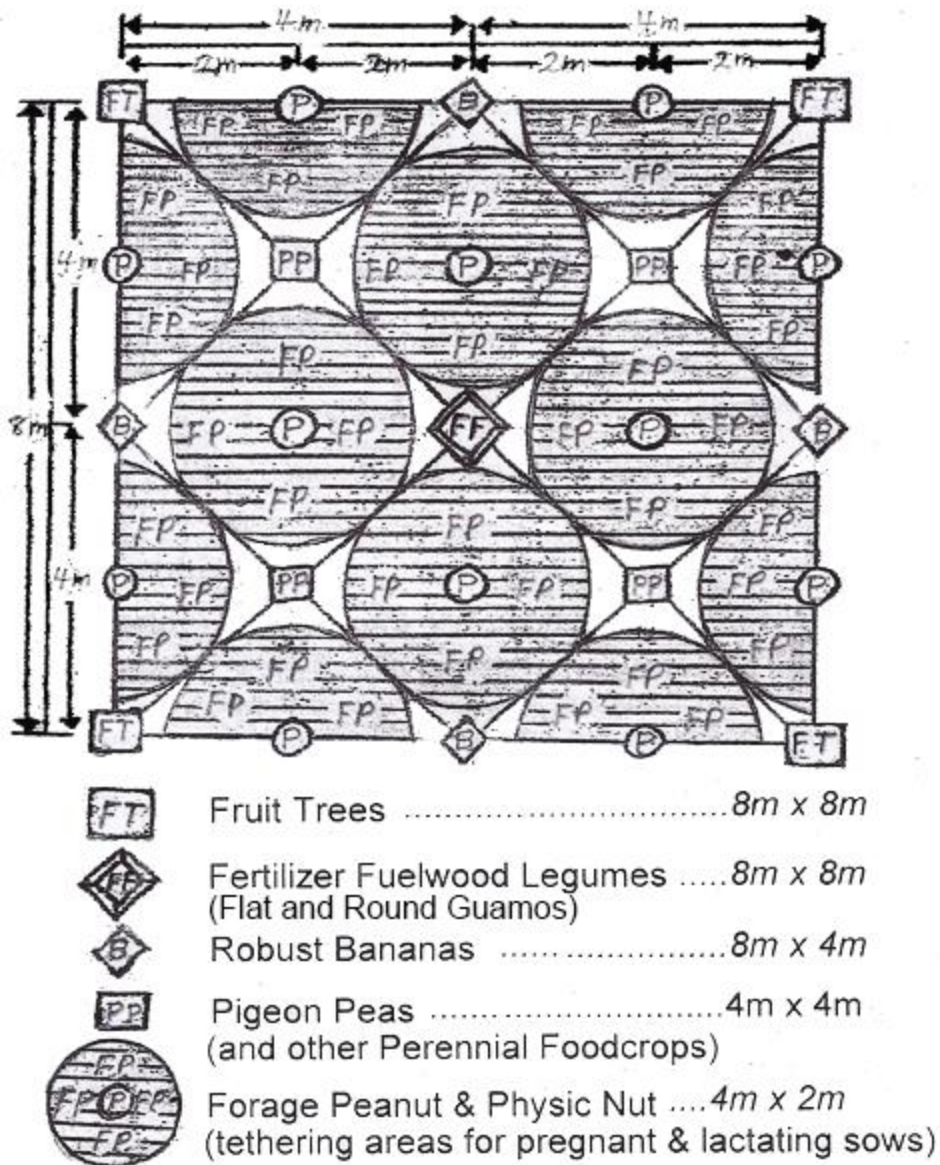 4m 4m
2m 2m 2m 2m
FT P B P FT
FP FP FP FP
FP FP
FP FP FP
4m P FP PP FP P FP PP FP P
FP FP FP
FP FP
8m B FP P FP FF FP P FP B
FP FP
FP FP FP
4m P FP PP FP P FP PP FP P
FP FP FP
FP FP
FP FP FP FP
FT P B P FT
FT Fruit Trees ................................8m x 8m
FF Fertilizer Fuelwood Legumes .....8m x 8m
(Flat and Round Guamos)
B Robust Bananas ...... ................8m x 4m
PP Pigeon Peas .............................4m x 4m
(and other Perennial Foodcrops)
FP
FP P FP Forage Peanut & Physic Nut ....4m x 2m
FP (tethering areas for pregnant & lactating sows)